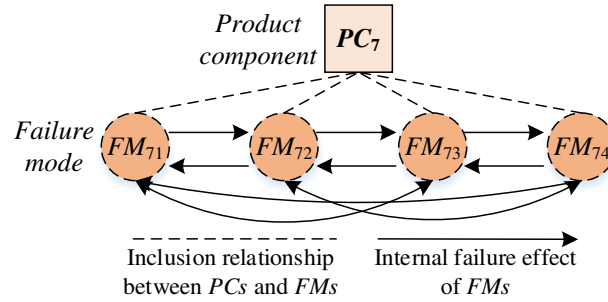 Product
component
PC₇
Failure
mode
FM₇₁ FM₇₂ FM₇₃ FM₇₄
Inclusion relationship
between PCs and FMs
Internal failure effect
of FMs